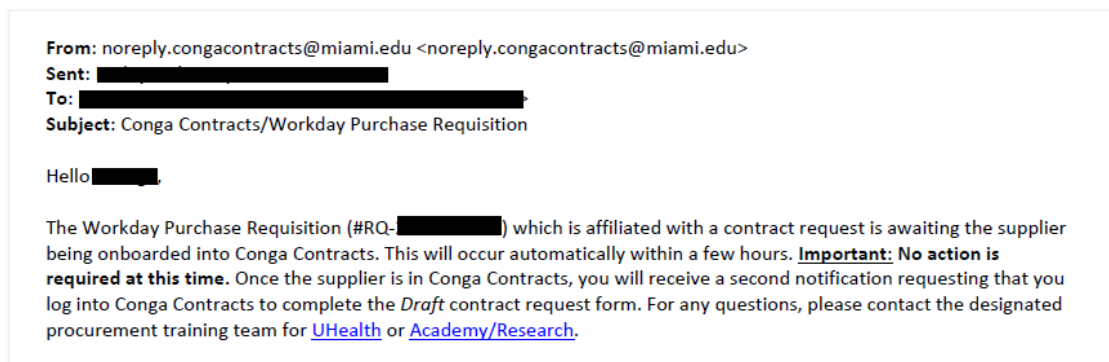 From: noreply.congacontracts@miami.edu <noreply.congacontracts@miami.edu>
Sent:
To: >
Subject: Conga Contracts/Workday Purchase Requisition
Hello ,
The Workday Purchase Requisition (#RQ- ) which is affiliated with a contract request is awaiting the supplier
being onboarded into Conga Contracts. This will occur automatically within a few hours. Important: No action is
required at this time. Once the supplier is in Conga Contracts, you will receive a second notification requesting that you
log into Conga Contracts to complete the Draft contract request form. For any questions, please contact the designated
procurement training team for UHealth or Academy/Research.